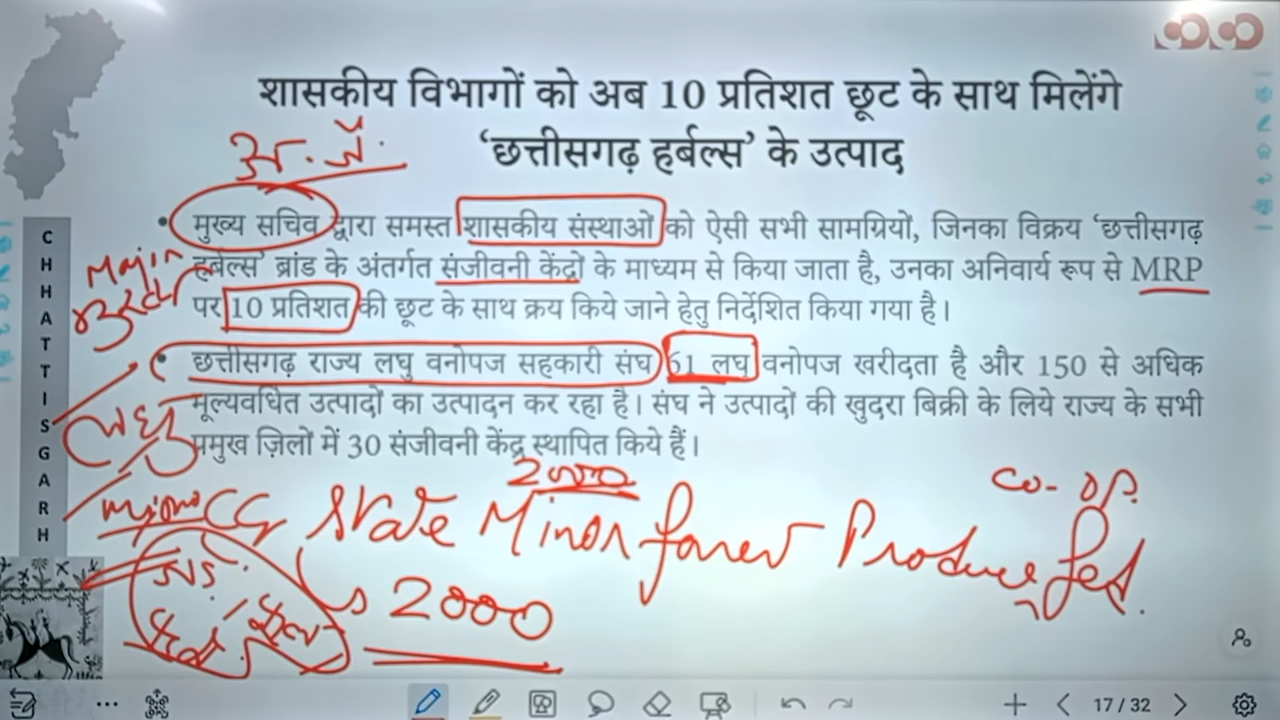 शासकीय विभागों को अब 10 प्रतिशत छूट के साथ मिलेंगे
'छत्तीसगढ़ हर्बल्स' के उत्पाद
अ. जै.
• मुख्य सचिव द्वारा समस्त शासकीय संस्थाओं को ऐसी सभी सामग्रियों, जिनका विक्रय 'छत्तीसगढ़
हर्बल्स' ब्रांड के अंतर्गत संजीवनी केंद्रों के माध्यम से किया जाता है, उनका अनिवार्य रूप से MRP
पर 10 प्रतिशत की छूट के साथ क्रय किये जाने हेतु निर्देशित किया गया है।
Major
• छत्तीसगढ़ राज्य लघु वनोपज सहकारी संघ 61 लघु वनोपज खरीदता है और 150 से अधिक
मूल्यवर्धित उत्पादों का उत्पादन कर रहा है। संघ ने उत्पादों की खुदरा बिक्री के लिये राज्य के सभी
प्रमुख ज़िलों में 30 संजीवनी केंद्र स्थापित किये हैं।
लघु
2000
Co-op.
CG State Minor forest Produce fed.
2000
CHHATTISGARH
17 / 32